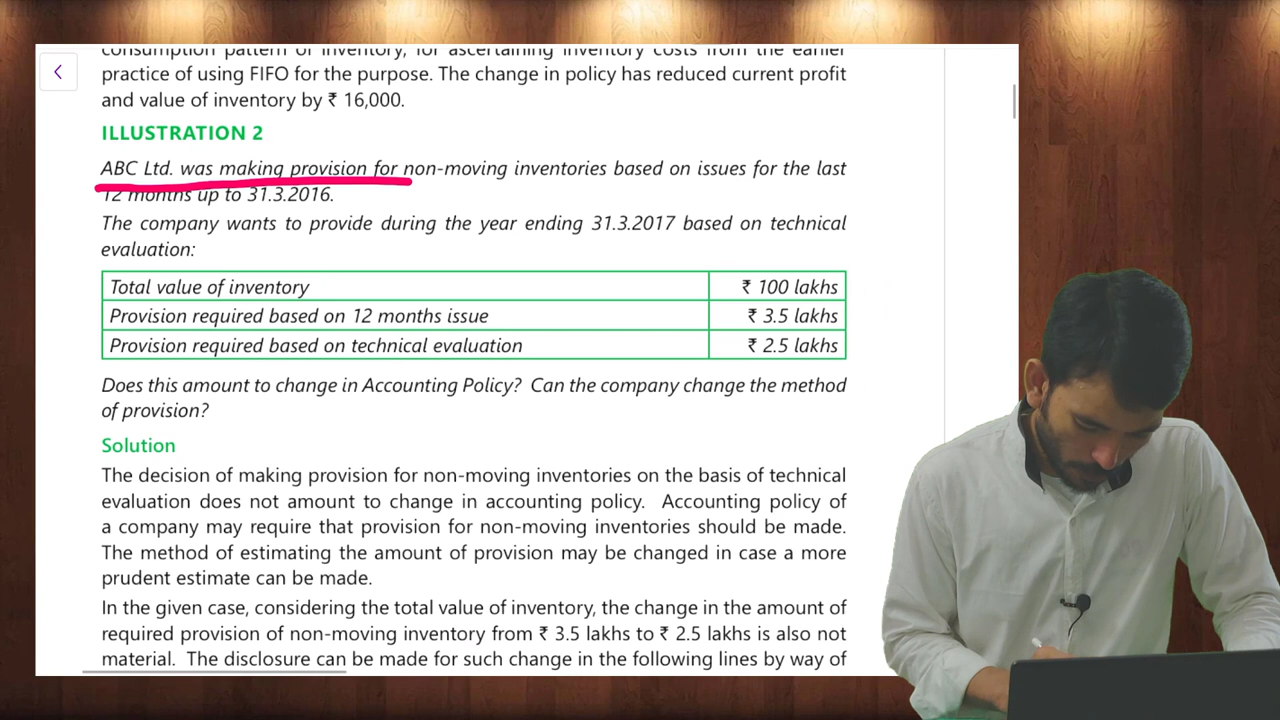 consumption pattern of inventory, for ascertaining inventory costs from the earlier
practice of using FIFO for the purpose. The change in policy has reduced current profit
and value of inventory by ₹ 16,000.
ILLUSTRATION 2
ABC Ltd. was making provision for non-moving inventories based on issues for the last
12 months up to 31.3.2016.
The company wants to provide during the year ending 31.3.2017 based on technical
evaluation:
Total value of inventory ₹ 100 lakhs
Provision required based on 12 months issue ₹ 3.5 lakhs
Provision required based on technical evaluation ₹ 2.5 lakhs
Does this amount to change in Accounting Policy? Can the company change the method
of provision?
Solution
The decision of making provision for non-moving inventories on the basis of technical
evaluation does not amount to change in accounting policy. Accounting policy of
a company may require that provision for non-moving inventories should be made.
The method of estimating the amount of provision may be changed in case a more
prudent estimate can be made.
In the given case, considering the total value of inventory, the change in the amount of
required provision of non-moving inventory from ₹ 3.5 lakhs to ₹ 2.5 lakhs is also not
material. The disclosure can be made for such change in the following lines by way of